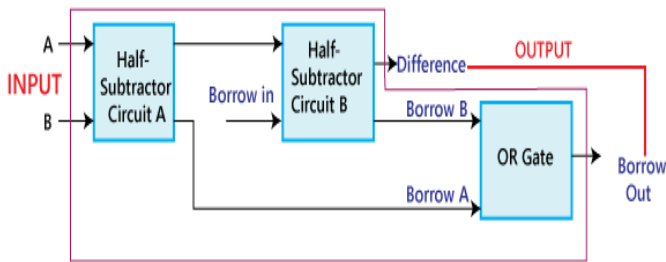 A
INPUT
B
Half-
Subtractor
Circuit A
Borrow in
Half-
Subtractor
Circuit B
Difference
OUTPUT
Borrow B
Borrow A
OR Gate
Borrow
Out